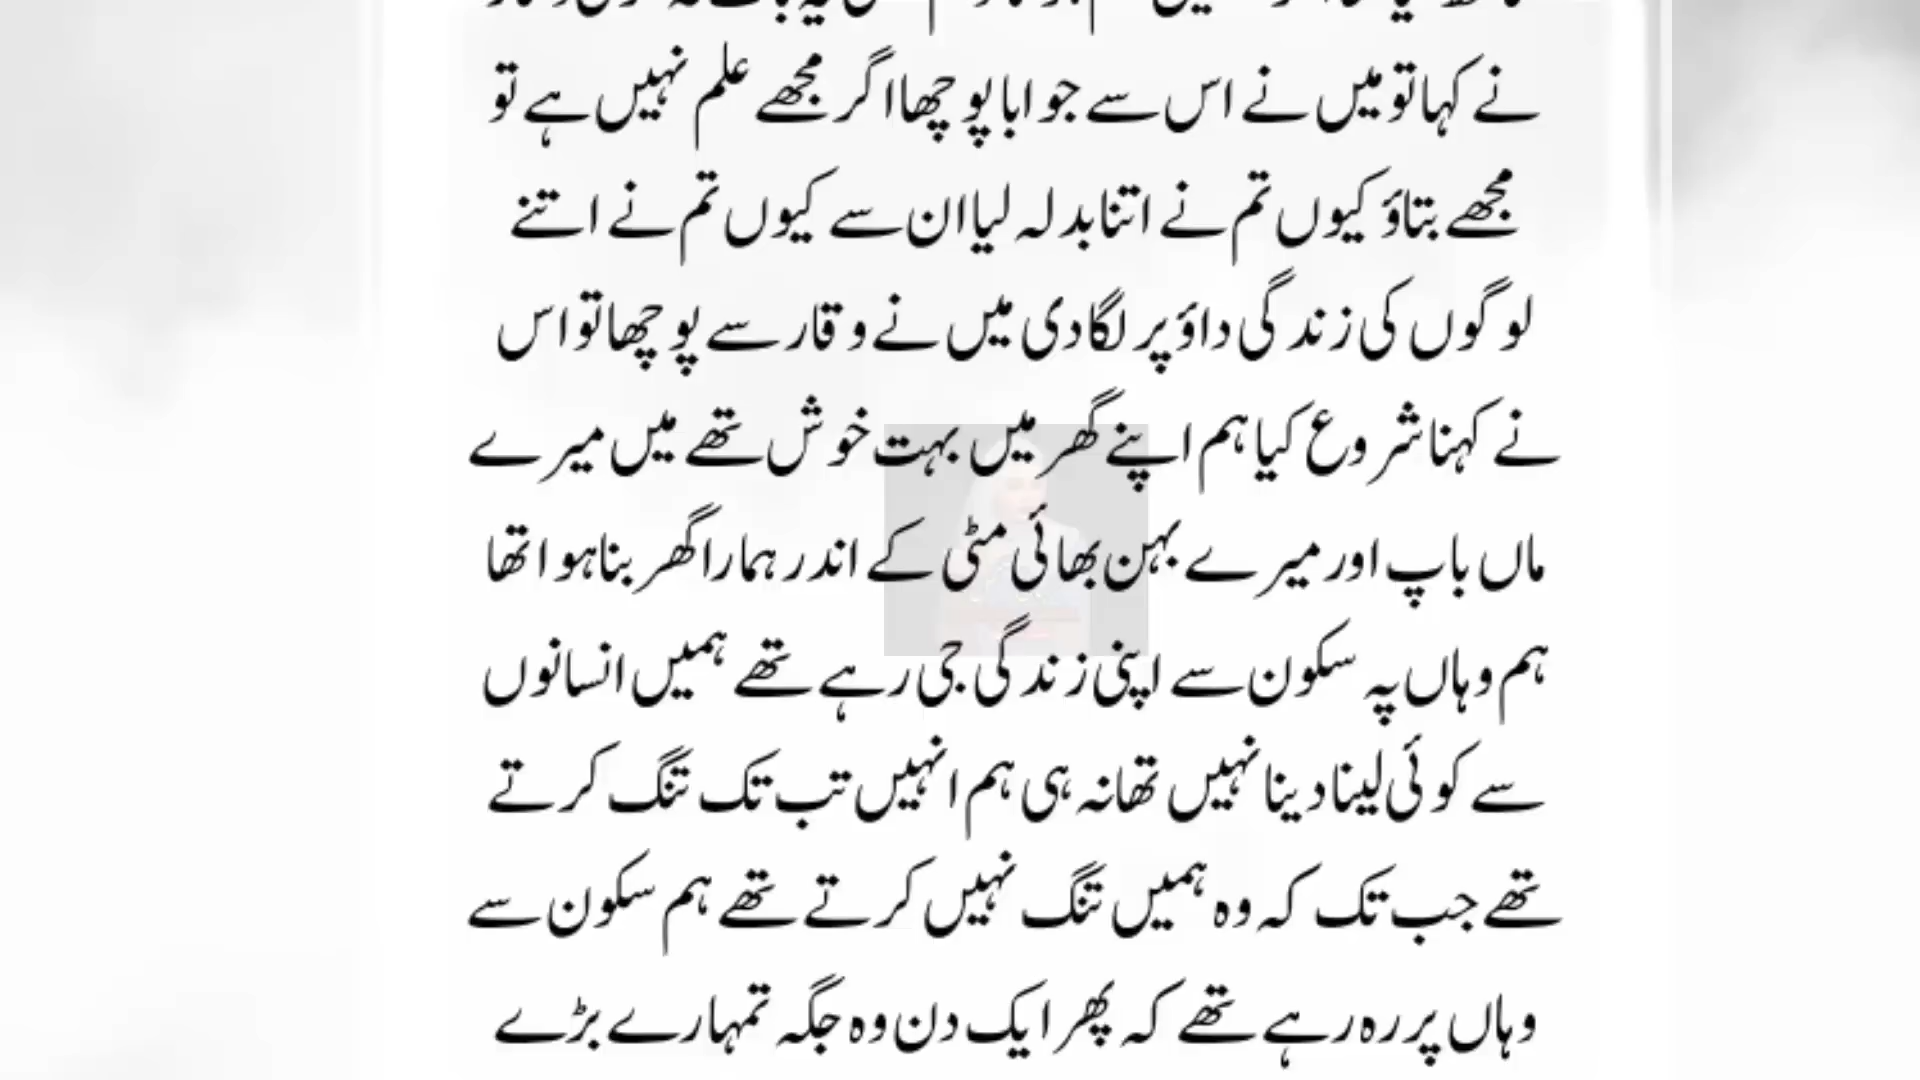 نے کہا تو میں نے اس سے جوابا پوچھا اگر مجھے علم نہیں ہے تو
مجھے بتاؤ کیوں تم نے اتنا بدلہ لیا ان سے کیوں تم نے اتنے
لوگوں کی زندگی داؤ پر لگا دی میں نے وقار سے پوچھا تو اس
نے کہنا شروع کیا ہم اپنے گھر میں بہت خوش تھے میں میرے
ماں باپ اور میرے بہن بھائی مٹی کے اندر ہمارا گھر بنا ہوا تھا
ہم وہاں پہ سکون سے اپنی زندگی جی رہے تھے ہمیں انسانوں
سے کوئی لینا دینا نہیں تھا نہ ہی ہم انہیں تب تک تنگ کرتے
تھے جب تک کہ وہ ہمیں تنگ نہیں کرتے تھے ہم سکون سے
وہاں پر رہ رہے تھے کہ پھر ایک دن وہ جگہ تمہارے بڑے